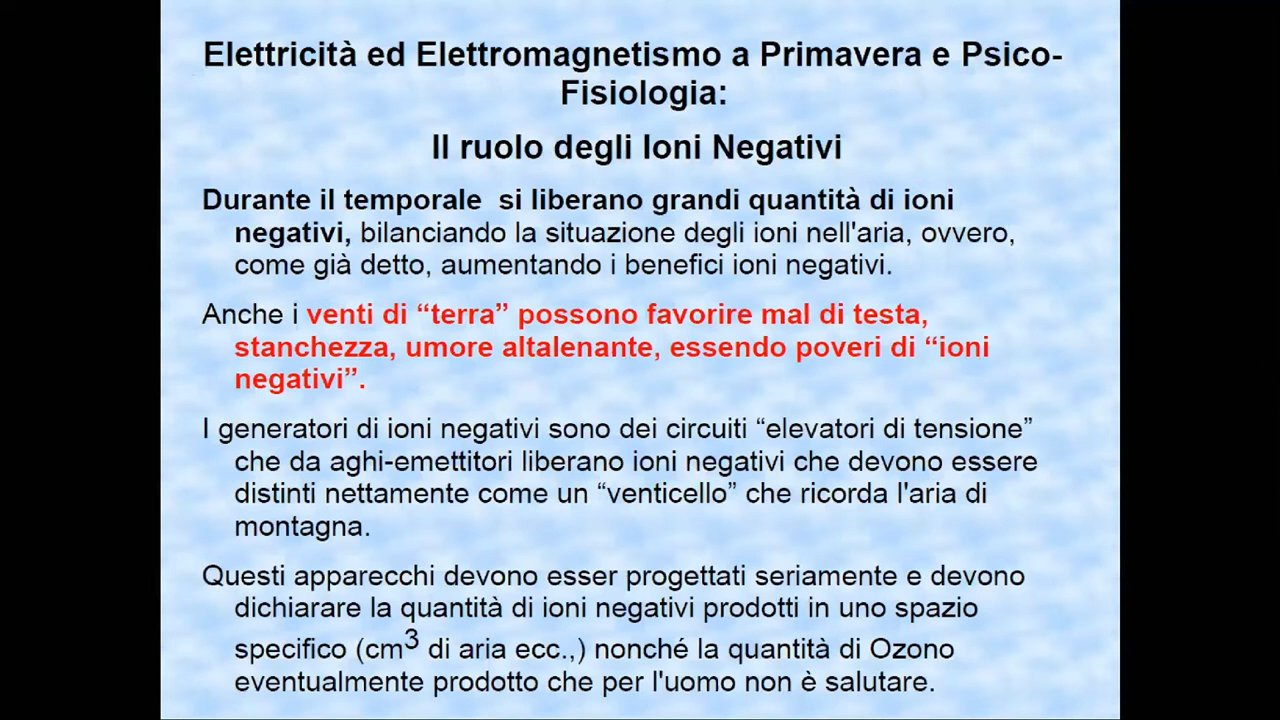 Elettricità ed Elettromagnetismo a Primavera e Psico-
Fisiologia:
Il ruolo degli Ioni Negativi
Durante il temporale  si liberano grandi quantità di ioni
negativi, bilanciando la situazione degli ioni nell'aria, ovvero,
come già detto, aumentando i benefici ioni negativi.
Anche i venti di “terra” possono favorire mal di testa,
stanchezza, umore altalenante, essendo poveri di “ioni
negativi”.
I generatori di ioni negativi sono dei circuiti “elevatori di tensione”
che da aghi-emettitori liberano ioni negativi che devono essere
distinti nettamente come un “venticello” che ricorda l'aria di
montagna.
Questi apparecchi devono esser progettati seriamente e devono
dichiarare la quantità di ioni negativi prodotti in uno spazio
specifico (cm³ di aria ecc.,) nonché la quantità di Ozono
eventualmente prodotto che per l'uomo non è salutare.